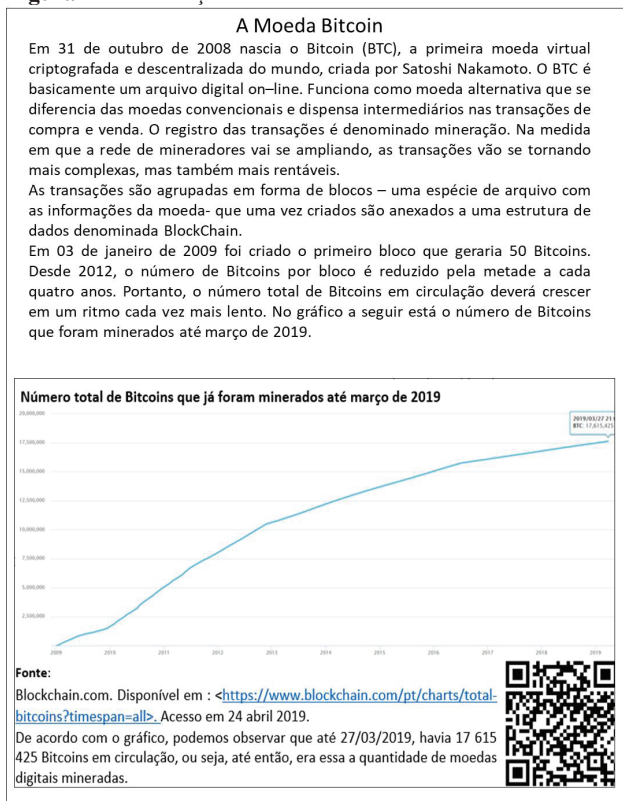 A Moeda Bitcoin
Em 31 de outubro de 2008 nascia o Bitcoin (BTC), a primeira moeda virtual
criptografada e descentralizada do mundo, criada por Satoshi Nakamoto. O BTC é
basicamente um arquivo digital on–line. Funciona como moeda alternativa que se
diferencia das moedas convencionais e dispensa intermediários nas transações de
compra e venda. O registro das transações é denominado mineração. Na medida
em que a rede de mineradores vai se ampliando, as transações vão se tornando
mais complexas, mas também mais rentáveis.
As transações são agrupadas em forma de blocos – uma espécie de arquivo com
as informações da moeda- que uma vez criados são anexados a uma estrutura de
dados denominada BlockChain.
Em 03 de janeiro de 2009 foi criado o primeiro bloco que geraria 50 Bitcoins.
Desde 2012, o número de Bitcoins por bloco é reduzido pela metade a cada
quatro anos. Portanto, o número total de Bitcoins em circulação deverá crescer
em um ritmo cada vez mais lento. No gráfico a seguir está o número de Bitcoins
que foram minerados até março de 2019.
Número total de Bitcoins que já foram minerados até março de 2019
20,000,000
2019/03/27 21:
BTC: 17,615,425
17,500,000
15,000,000
12,500,000
10,000,000
7,500,000
5,000,000
2,500,000
2009 2010 2011 2012 2013 2014 2015 2016 2017 2018 2019
Fonte:
Blockchain.com. Disponível em : <https://www.blockchain.com/pt/charts/total-
bitcoins?timespan=all>. Acesso em 24 abril 2019.
De acordo com o gráfico, podemos observar que até 27/03/2019, havia 17 615
425 Bitcoins em circulação, ou seja, até então, era essa a quantidade de moedas
digitais mineradas.